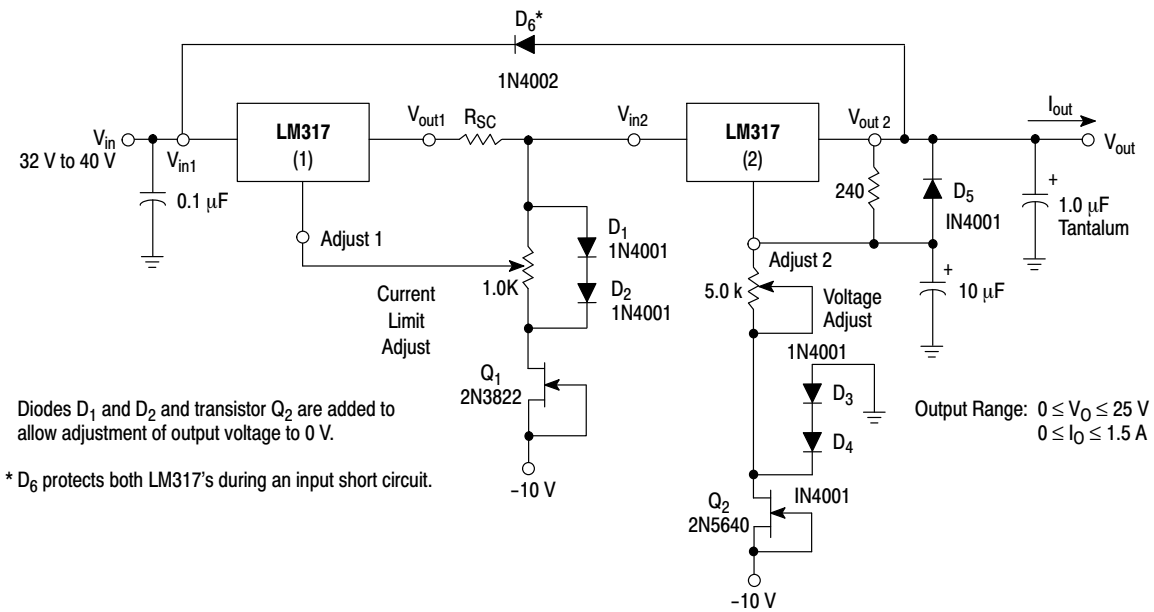 D6*
1N4002
Vin
32 V to 40 V
Vin1
0.1 μF
LM317
(1)
Adjust 1
Vout1
RSC
Vin2
LM317
(2)
Adjust 2
Vout 2
Iout
Vout
240
D5
IN4001
1.0 μF
Tantalum
+
+
10 μF
D1
1N4001
D2
1N4001
1.0K
Current
Limit
Adjust
5.0 k
Voltage
Adjust
1N4001
D3
D4
IN4001
Q1
2N3822
–10 V
Q2
2N5640
–10 V
Output Range: 0 ≤ VO ≤ 25 V
0 ≤ IO ≤ 1.5 A
Diodes D1 and D2 and transistor Q2 are added to
allow adjustment of output voltage to 0 V.
* D6 protects both LM317's during an input short circuit.